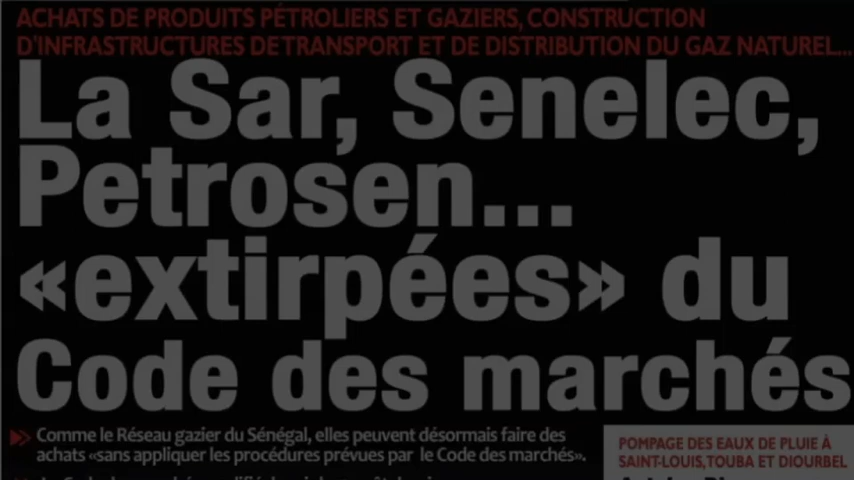 ACHATS DE PRODUITS PÉTROLIERS ET GAZIERS, CONSTRUCTION
D'INFRASTRUCTURES DETRANSPORT ET DE DISTRIBUTION DU GAZ NATUREL...
La Sar, Senelec,
Petrosen...
«extirpées» du
Code des marchés
Comme le Réseau gazier du Sénégal, elles peuvent désormais faire des
achats «sans appliquer les procédures prévues par le Code des marchés».
POMPAGE DES EAUX DE PLUIE À
SAINT-LOUIS, TOUBA ET DIOURBEL